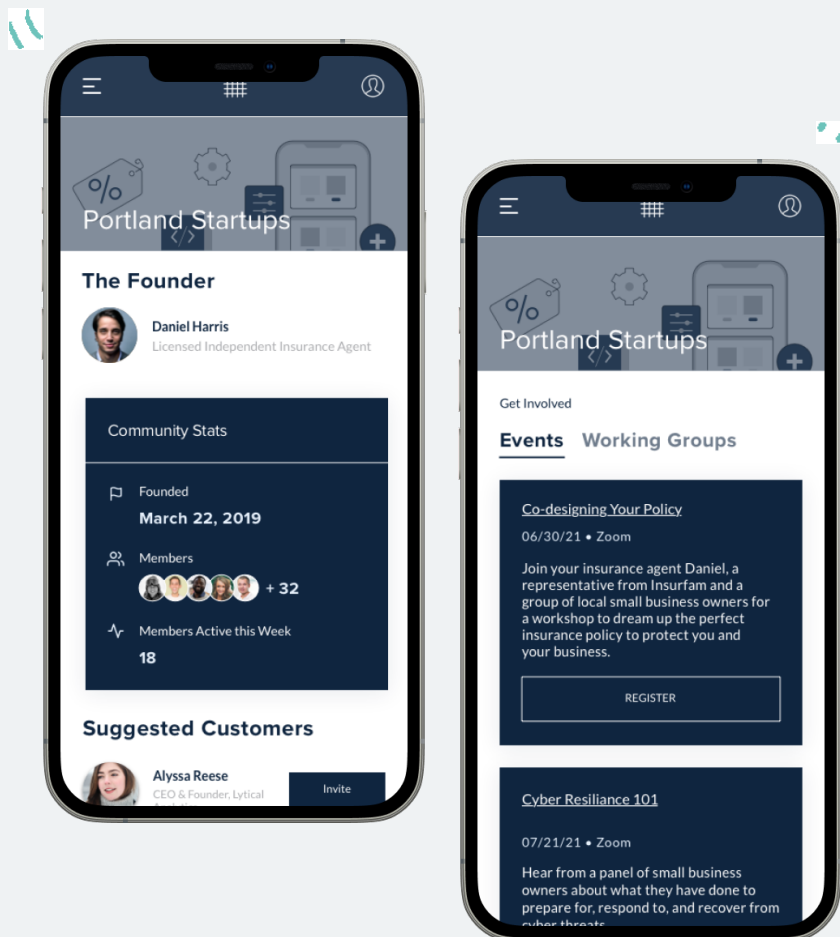 Portland Startups
%
</>
The Founder
Daniel Harris
Licensed Independent Insurance Agent
Community Stats
Founded
March 22, 2019
Members
+ 32
Members Active this Week
18
Suggested Customers
Alyssa Reese
CEO & Founder, Lytical
Invite
Portland Startups
%
</>
Get Involved
Events Working Groups
Co-designing Your Policy
06/30/21 • Zoom
Join your insurance agent Daniel, a
representative from Insurfam and a
group of local small business owners for
a workshop to dream up the perfect
insurance policy to protect you and
your business.
REGISTER
Cyber Resiliance 101
07/21/21 • Zoom
Hear from a panel of small business
owners about what they have done to
prepare for, respond to, and recover from
cyber threats